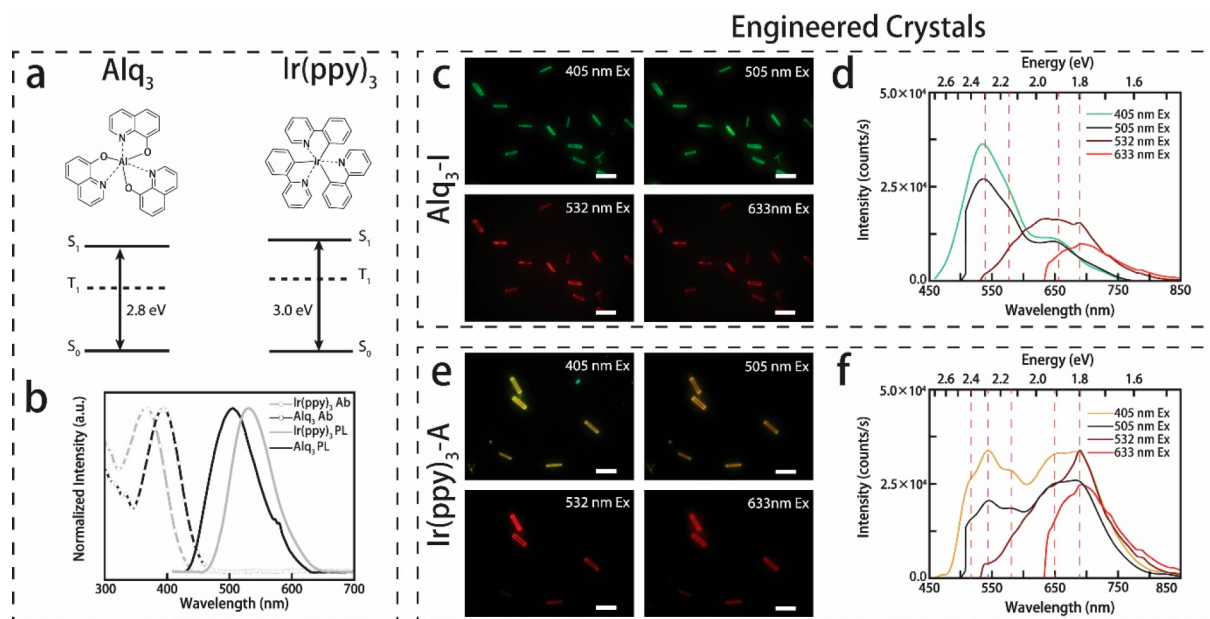 Engineered Crystals
a
Alq3
Ir(ppy)3
N
Al
O
N
O
N
O
N
Ir
N
N
S1
T1
2.8 eV
S0
S1
T1
3.0 eV
S0
b
Normalized Intensity (a.u.)
Ir(ppy)3 Ab
Alq3 Ab
Ir(ppy)3 PL
Alq3 PL
300 400 500 600 700
Wavelength (nm)
c
Alq3-I
405 nm Ex
505 nm Ex
532 nm Ex
633nm Ex
d
Energy (eV)
2.6 2.4 2.2 2.0 1.8 1.6
5.0×10⁴
2.5×10⁴
0.0
Intensity (counts/s)
405 nm Ex
505 nm Ex
532 nm Ex
633 nm Ex
450 550 650 750 850
Wavelength (nm)
e
Ir(ppy)3-A
405 nm Ex
505 nm Ex
532 nm Ex
633nm Ex
f
Energy (eV)
2.6 2.4 2.2 2.0 1.8 1.6
5.0×10⁴
2.5×10⁴
0.0
Intensity (counts/s)
405 nm Ex
505 nm Ex
532 nm Ex
633 nm Ex
450 550 650 750 850
Wavelength (nm)